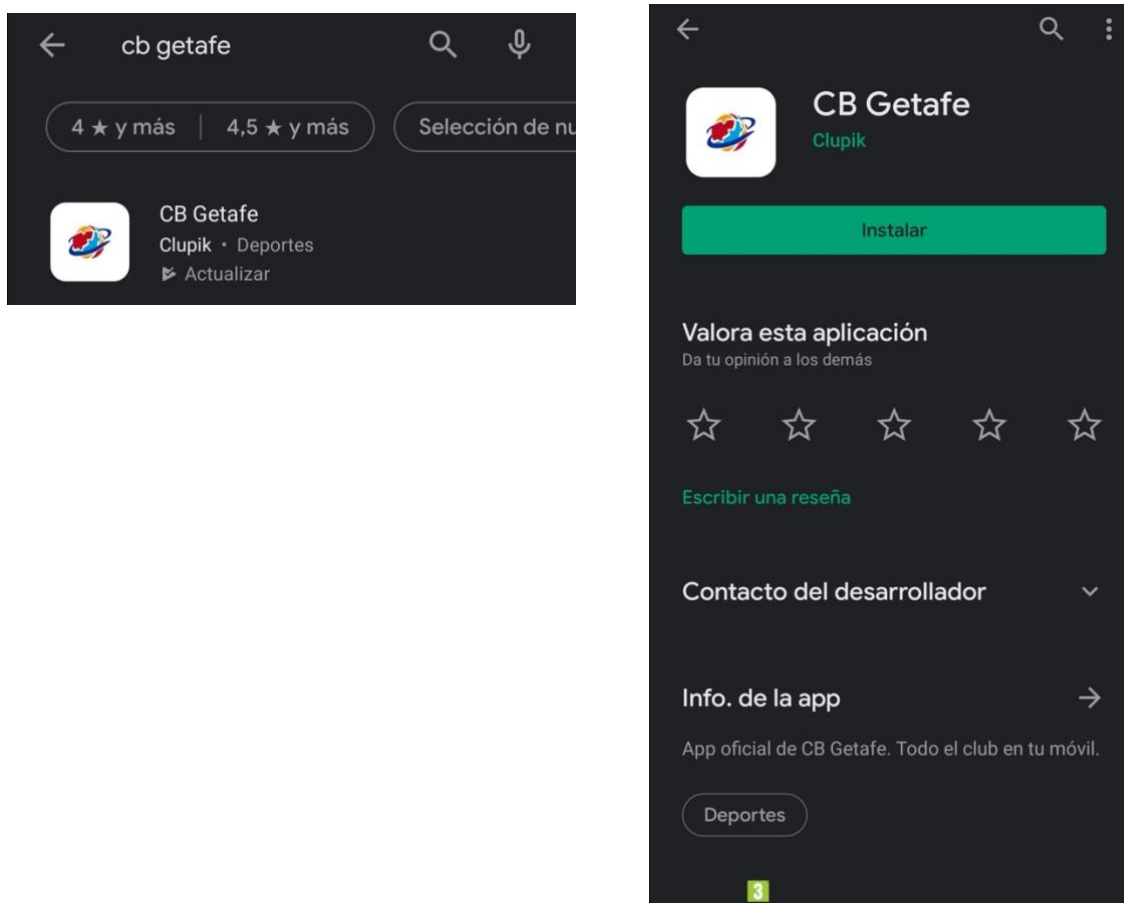 cb getafe
4 ★ y más | 4,5 ★ y más
Selección de nu
CB Getafe
Clupik • Deportes
Actualizar
CB Getafe
Clupik
Instalar
Valora esta aplicación
Da tu opinión a los demás
Escribir una reseña
Contacto del desarrollador
Info. de la app
App oficial de CB Getafe. Todo el club en tu móvil.
Deportes
3